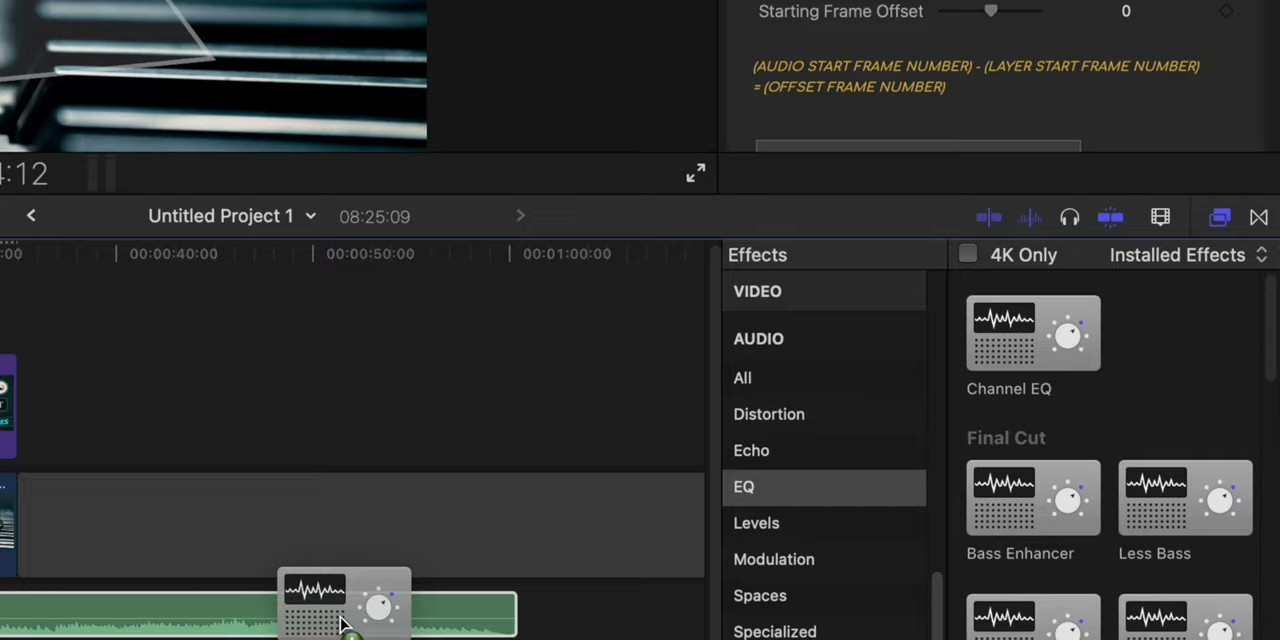 Starting Frame Offset
0
(AUDIO START FRAME NUMBER) - (LAYER START FRAME NUMBER)
= (OFFSET FRAME NUMBER)
4:12
Untitled Project 1
08:25:09
:00
00:00:40:00
00:00:50:00
00:01:00:00
Effects
4K Only
Installed Effects
VIDEO
AUDIO
All
Distortion
Echo
EQ
Levels
Modulation
Spaces
Specialized
Channel EQ
Final Cut
Bass Enhancer
Less Bass